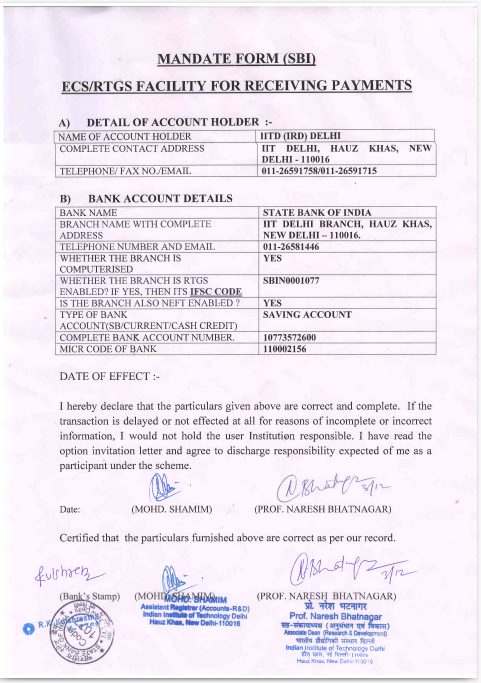 MANDATE FORM (SBI)
ECS/RTGS FACILITY FOR RECEIVING PAYMENTS
A) DETAIL OF ACCOUNT HOLDER :-
NAME OF ACCOUNT HOLDER IITD (IRD) DELHI
COMPLETE CONTACT ADDRESS IIT DELHI, HAUZ KHAS, NEW
DELHI - 110016
TELEPHONE/ FAX NO./EMAIL 011-26591758/011-26591715
B) BANK ACCOUNT DETAILS
BANK NAME STATE BANK OF INDIA
BRANCH NAME WITH COMPLETE IIT DELHI BRANCH, HAUZ KHAS,
ADDRESS NEW DELHI – 110016.
TELEPHONE NUMBER AND EMAIL 011-26581446
WHETHER THE BRANCH IS YES
COMPUTERISED
WHETHER THE BRANCH IS RTGS SBIN0001077
ENABLED? IF YES, THEN ITS IFSC CODE
IS THE BRANCH ALSO NEFT ENABLED ? YES
TYPE OF BANK SAVING ACCOUNT
ACCOUNT(SB/CURRENT/CASH CREDIT)
COMPLETE BANK ACCOUNT NUMBER. 10773572600
MICR CODE OF BANK 110002156
DATE OF EFFECT :-
I hereby declare that the particulars given above are correct and complete. If the
transaction is delayed or not effected at all for reasons of incomplete or incorrect
information, I would not hold the user Institution responsible. I have read the
option invitation letter and agree to discharge responsibility expected of me as a
participant under the scheme.
NBhatnagar 3/12
Date: (MOHD. SHAMIM) (PROF. NARESH BHATNAGAR)
Certified that the particulars furnished above are correct as per our record.
NBhatnagar 3/12
(Bank's Stamp) (MOHD. SHAMIM) (PROF. NARESH BHATNAGAR)
MOHD. SHAMIM
Assistant Registrar (Accounts-R&D)
Indian Institute of Technology Delhi
Hauz Khas, New Delhi-110016
प्रो. नरेश भटनागर
Prof. Naresh Bhatnagar
सह-संकायाध्यक्ष (अनुसंधान एवं विकास)
Associate Dean (Research & Development)
भारतीय प्रौद्योगिकी संस्थान दिल्ली
Indian Institute of Technology Delhi
हौज़ खास, नई दिल्ली-110016
Hauz Khas, New Delhi-110016